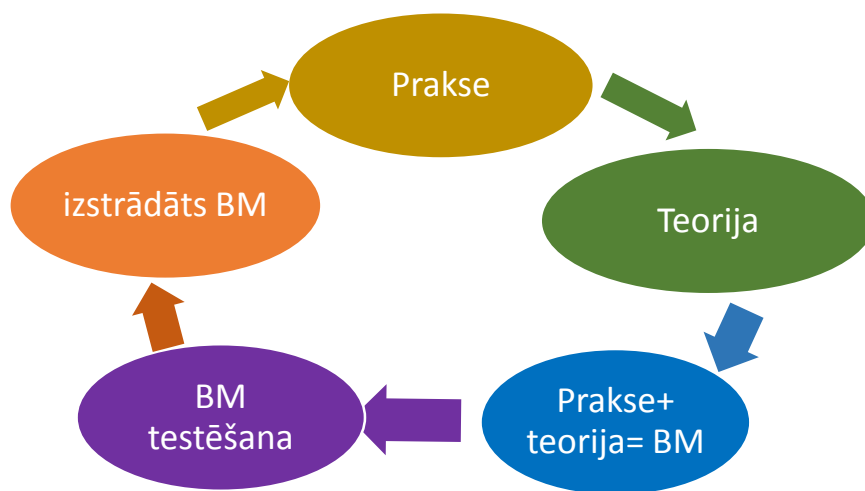 Prakse
Teorija
Prakse+
teorija= BM
BM
testēšana
izstrādāts BM